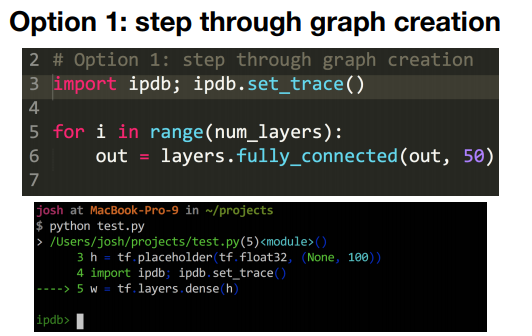 Option 1: step through graph creation
2 # Option 1: step through graph creation
3 import ipdb; ipdb.set_trace()
4
5 for i in range(num_layers):
6     out = layers.fully_connected(out, 50)
7
josh at MacBook-Pro-9 in ~/projects
$ python test.py
> /Users/josh/projects/test.py(5)<module>()
      3 h = tf.placeholder(tf.float32, (None, 100))
      4 import ipdb; ipdb.set_trace()
----> 5 w = tf.layers.dense(h)
ipdb>